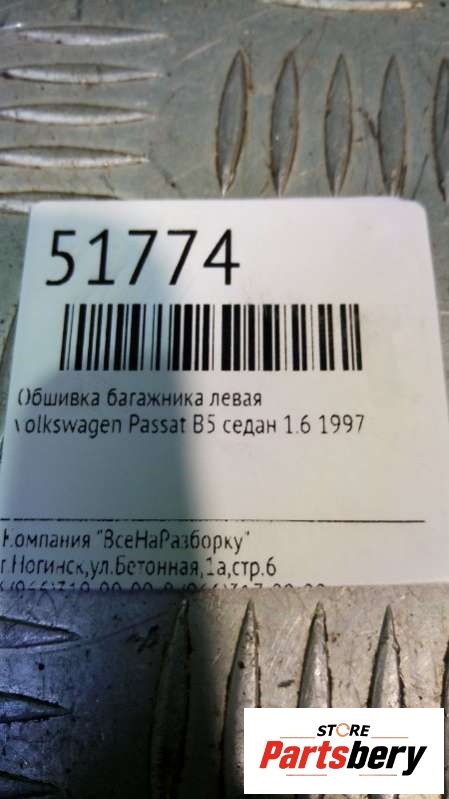 51774
Обшивка багажника левая
Volkswagen Passat B5 седан 1.6 1997
Компания "ВсеНаРазборку"
г.Ногинск,ул.Бетонная,1а,стр.6
STORE
Partsbery